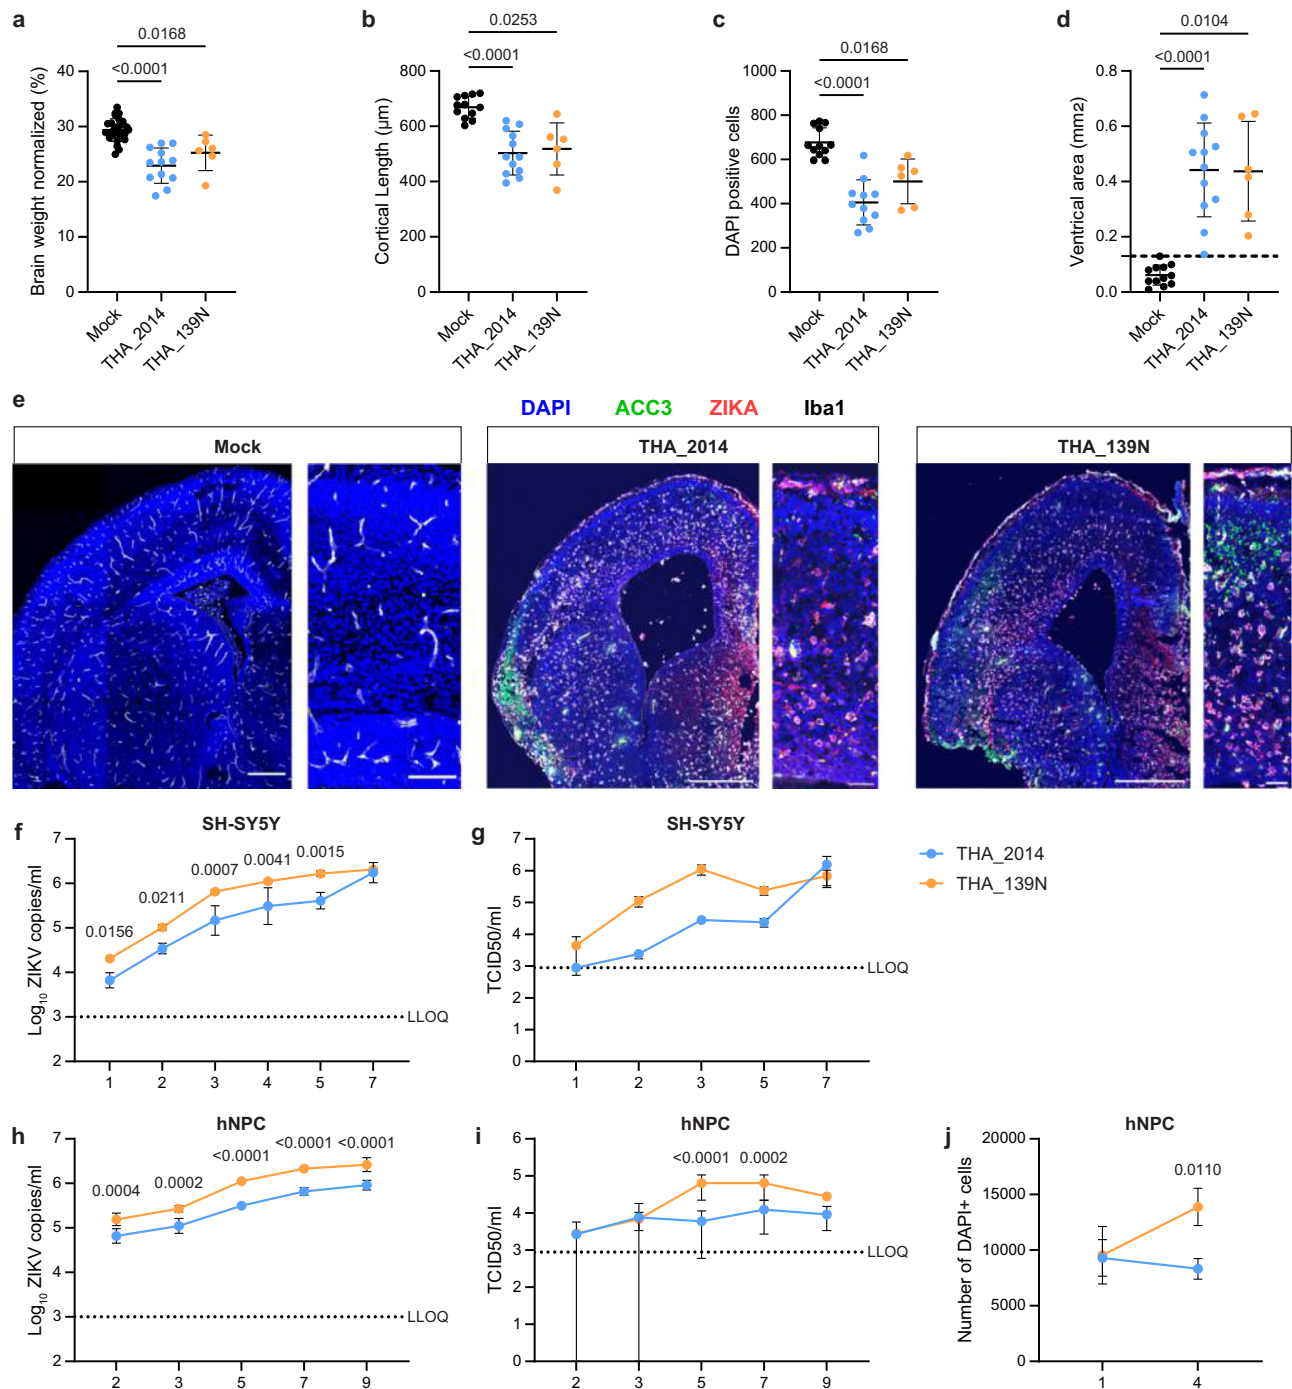 a
0.0168
<0.0001
Brain weight normalized (%)
40
30
20
10
0
Mock
THA_2014
THA_139N
b
0.0253
<0.0001
Cortical Length (µm)
800
600
400
200
0
Mock
THA_2014
THA_139N
c
0.0168
<0.0001
DAPI positive cells
1000
800
600
400
200
0
Mock
THA_2014
THA_139N
d
0.0104
<0.0001
Ventrical area (mm2)
0.8
0.6
0.4
0.2
0.0
Mock
THA_2014
THA_139N
e
DAPI ACC3 ZIKA Iba1
Mock
THA_2014
THA_139N
f
SH-SY5Y
Log₁₀ ZIKV copies/ml
7
6
5
4
3
2
0.0156
0.0211
0.0007
0.0041
0.0015
LLOQ
1 2 3 4 5 7
g
SH-SY5Y
TCID50/ml
7
6
5
4
3
2
1
0
LLOQ
1 2 3 5 7
THA_2014
THA_139N
h
hNPC
Log₁₀ ZIKV copies/ml
7
6
5
4
3
2
0.0004
0.0002
<0.0001
<0.0001
<0.0001
LLOQ
2 3 5 7 9
i
hNPC
TCID50/ml
6
5
4
3
2
1
0
<0.0001
0.0002
LLOQ
2 3 5 7 9
j
hNPC
Number of DAPI+ cells
20000
15000
10000
5000
0
0.0110
1 4